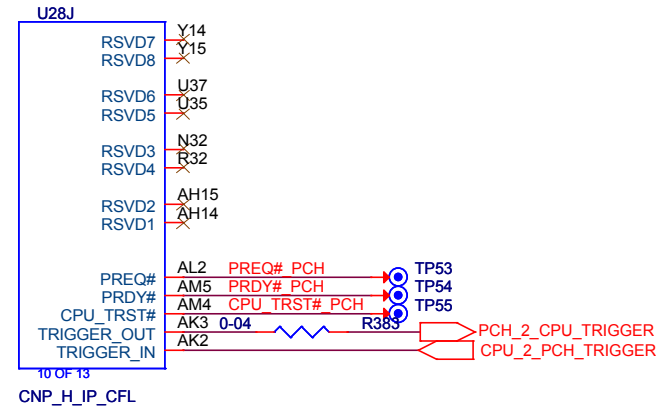 U28J
RSVD7 Y14
RSVD8 Y15
RSVD6 U37
RSVD5 U35
RSVD3 N32
RSVD4 R32
RSVD2 AH15
RSVD1 AH14
PREQ# AL2 PREQ#_PCH TP53
PRDY# AM5 PRDY#_PCH TP54
CPU_TRST# AM4 CPU_TRST#_PCH TP55
TRIGGER_OUT AK3 0-04 R383 PCH_2_CPU_TRIGGER
TRIGGER_IN AK2 CPU_2_PCH_TRIGGER
10 OF 13
CNP_H_IP_CFL